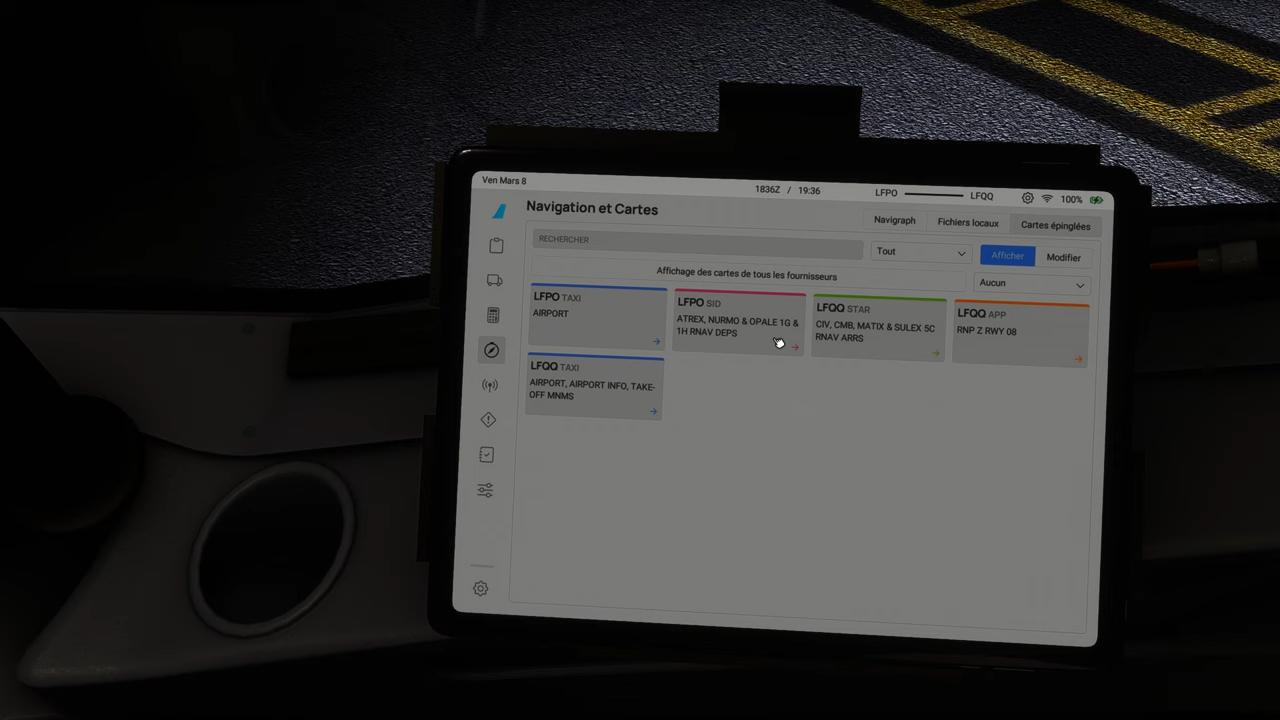 Ven Mars 8
1836Z / 19:36
LFPO LFQQ
100%
Navigation et Cartes
Navigraph
Fichiers locaux
Cartes épinglées
RECHERCHER
Tout
Afficher
Modifier
Affichage des cartes de tous les fournisseurs
Aucun
LFPO TAXI
AIRPORT
LFPO SID
ATREX, NURMO & OPALE 1G &
1H RNAV DEPS
LFQQ STAR
CIV, CMB, MATIX & SULEX 5C
RNAV ARRS
LFQQ APP
RNP Z RWY 08
LFQQ TAXI
AIRPORT, AIRPORT INFO, TAKE-
OFF MNMS